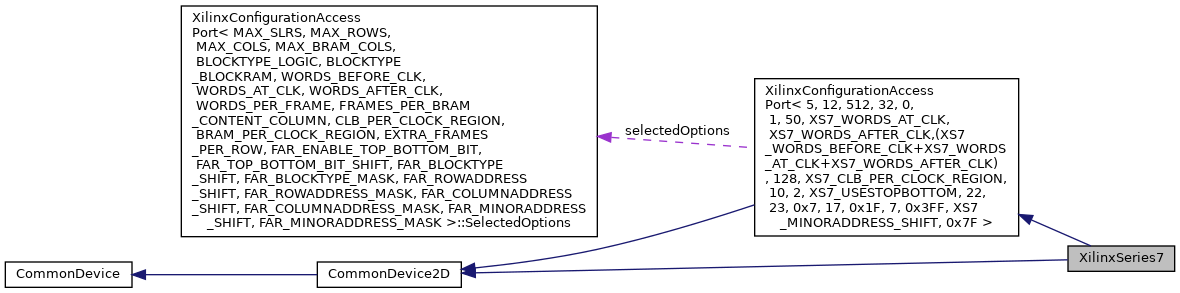 XilinxConfigurationAccess
Port< MAX_SLRS, MAX_ROWS,
MAX_COLS, MAX_BRAM_COLS,
BLOCKTYPE_LOGIC, BLOCKTYPE
_BLOCKRAM, WORDS_BEFORE_CLK,
WORDS_AT_CLK, WORDS_AFTER_CLK,
WORDS_PER_FRAME, FRAMES_PER_BRAM
_CONTENT_COLUMN, CLB_PER_CLOCK_REGION,
BRAM_PER_CLOCK_REGION, EXTRA_FRAMES
_PER_ROW, FAR_ENABLE_TOP_BOTTOM_BIT,
FAR_TOP_BOTTOM_BIT_SHIFT, FAR_BLOCKTYPE
_SHIFT, FAR_BLOCKTYPE_MASK, FAR_ROWADDRESS
_SHIFT, FAR_ROWADDRESS_MASK, FAR_COLUMNADDRESS
_SHIFT, FAR_COLUMNADDRESS_MASK, FAR_MINORADDRESS
_SHIFT, FAR_MINORADDRESS_MASK >::SelectedOptions
selectedOptions
XilinxConfigurationAccess
Port< 5, 12, 512, 32, 0,
1, 50, XS7_WORDS_AT_CLK,
XS7_WORDS_AFTER_CLK,(XS7
_WORDS_BEFORE_CLK+XS7_WORDS
_AT_CLK+XS7_WORDS_AFTER_CLK)
, 128, XS7_CLB_PER_CLOCK_REGION,
10, 2, XS7_USESTOPBOTTOM, 22,
23, 0x7, 17, 0x1F, 7, 0x3FF, XS7
_MINORADDRESS_SHIFT, 0x7F >
XilinxSeries7
CommonDevice
CommonDevice2D